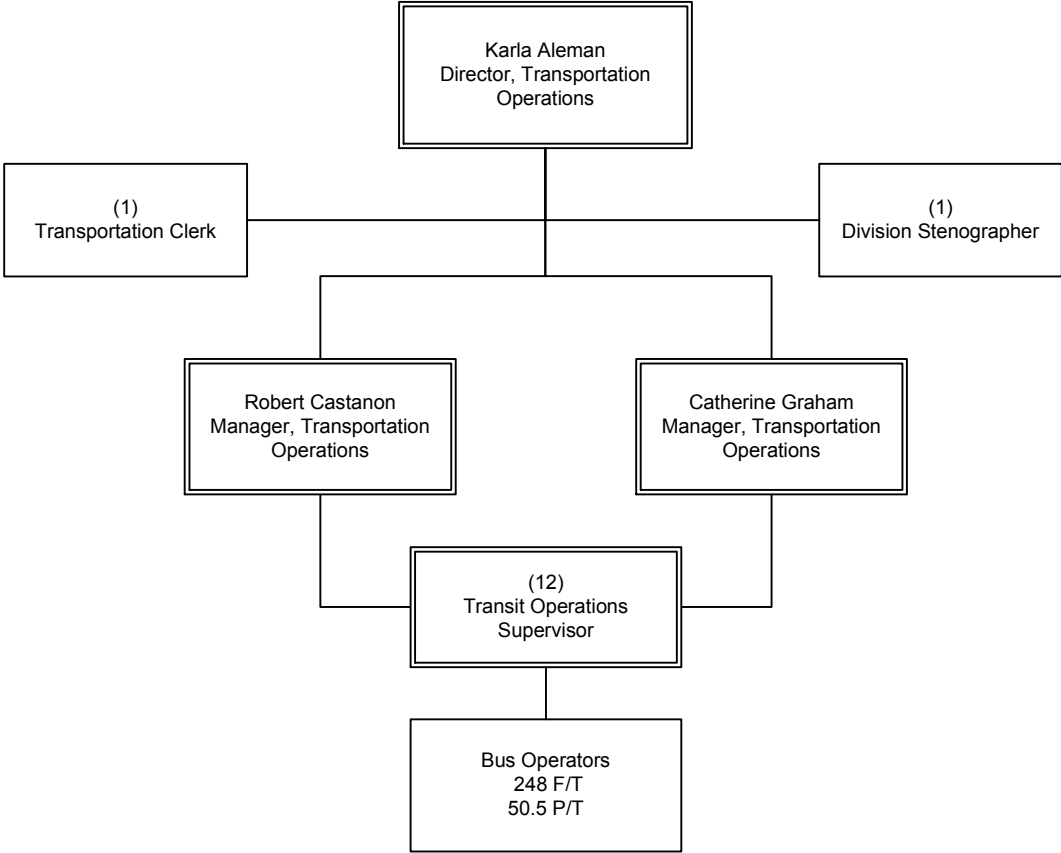 Karla Aleman
Director, Transportation
Operations
(1)
Transportation Clerk
(1)
Division Stenographer
Robert Castanon
Manager, Transportation
Operations
Catherine Graham
Manager, Transportation
Operations
(12)
Transit Operations
Supervisor
Bus Operators
248 F/T
50.5 P/T